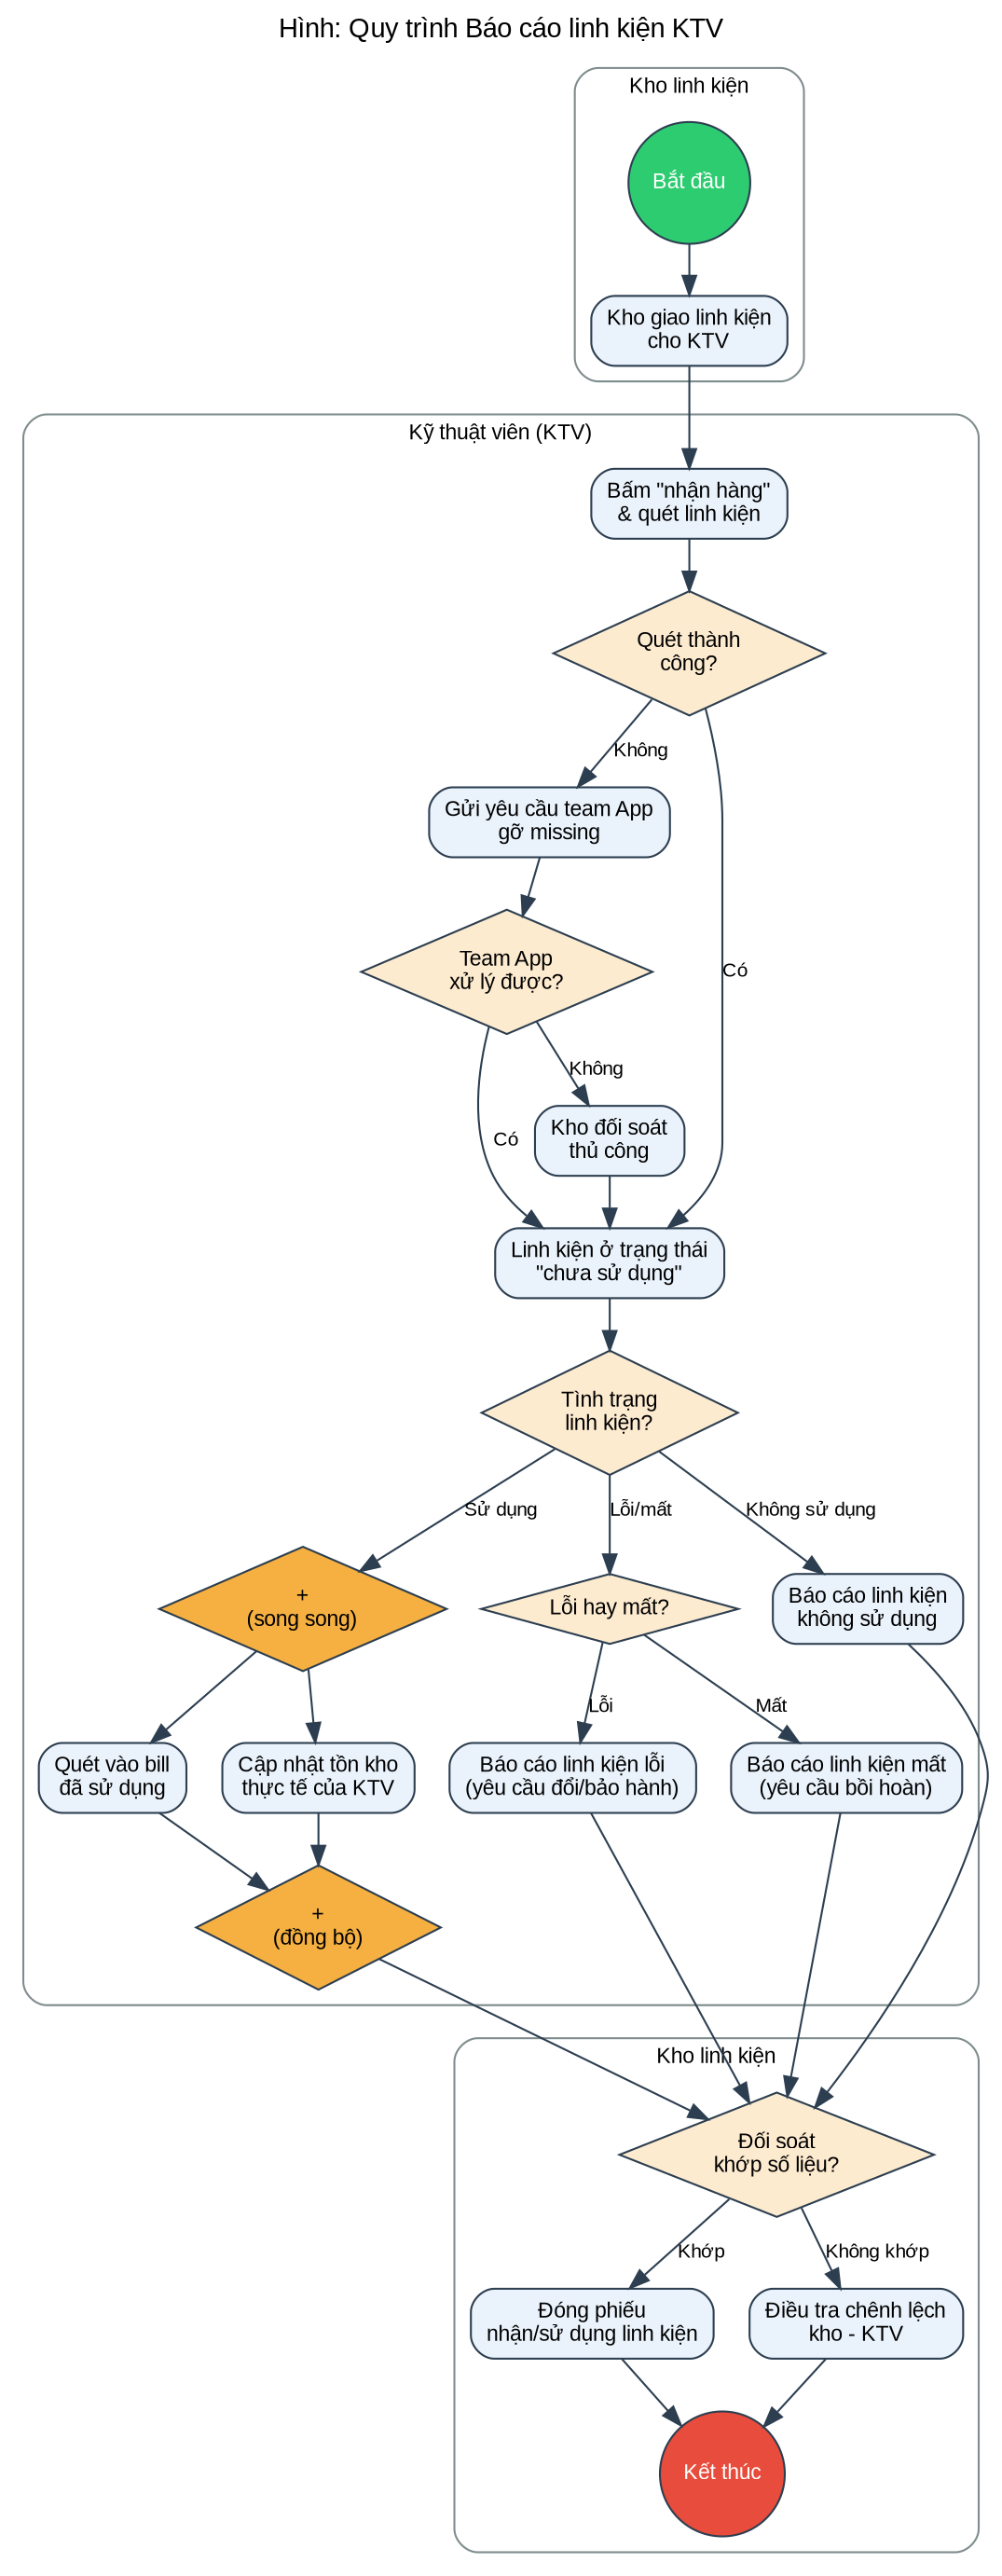 Hình: Quy trình Báo cáo linh kiện KTV
Kho linh kiện
Bắt đầu
Kho giao linh kiện
cho KTV
Kỹ thuật viên (KTV)
Bấm "nhận hàng"
& quét linh kiện
Quét thành
công?
Không
Gửi yêu cầu team App
gỡ missing
Có
Team App
xử lý được?
Không
Có
Kho đối soát
thủ công
Linh kiện ở trạng thái
"chưa sử dụng"
Tình trạng
linh kiện?
Sử dụng
Lỗi/mất
Không sử dụng
+
(song song)
Lỗi hay mất?
Báo cáo linh kiện
không sử dụng
Lỗi
Mất
Quét vào bill
đã sử dụng
Cập nhật tồn kho
thực tế của KTV
Báo cáo linh kiện lỗi
(yêu cầu đổi/bảo hành)
Báo cáo linh kiện mất
(yêu cầu bồi hoàn)
+
(đồng bộ)
Kho linh kiện
Đối soát
khớp số liệu?
Khớp
Không khớp
Đóng phiếu
nhận/sử dụng linh kiện
Điều tra chênh lệch
kho - KTV
Kết thúc